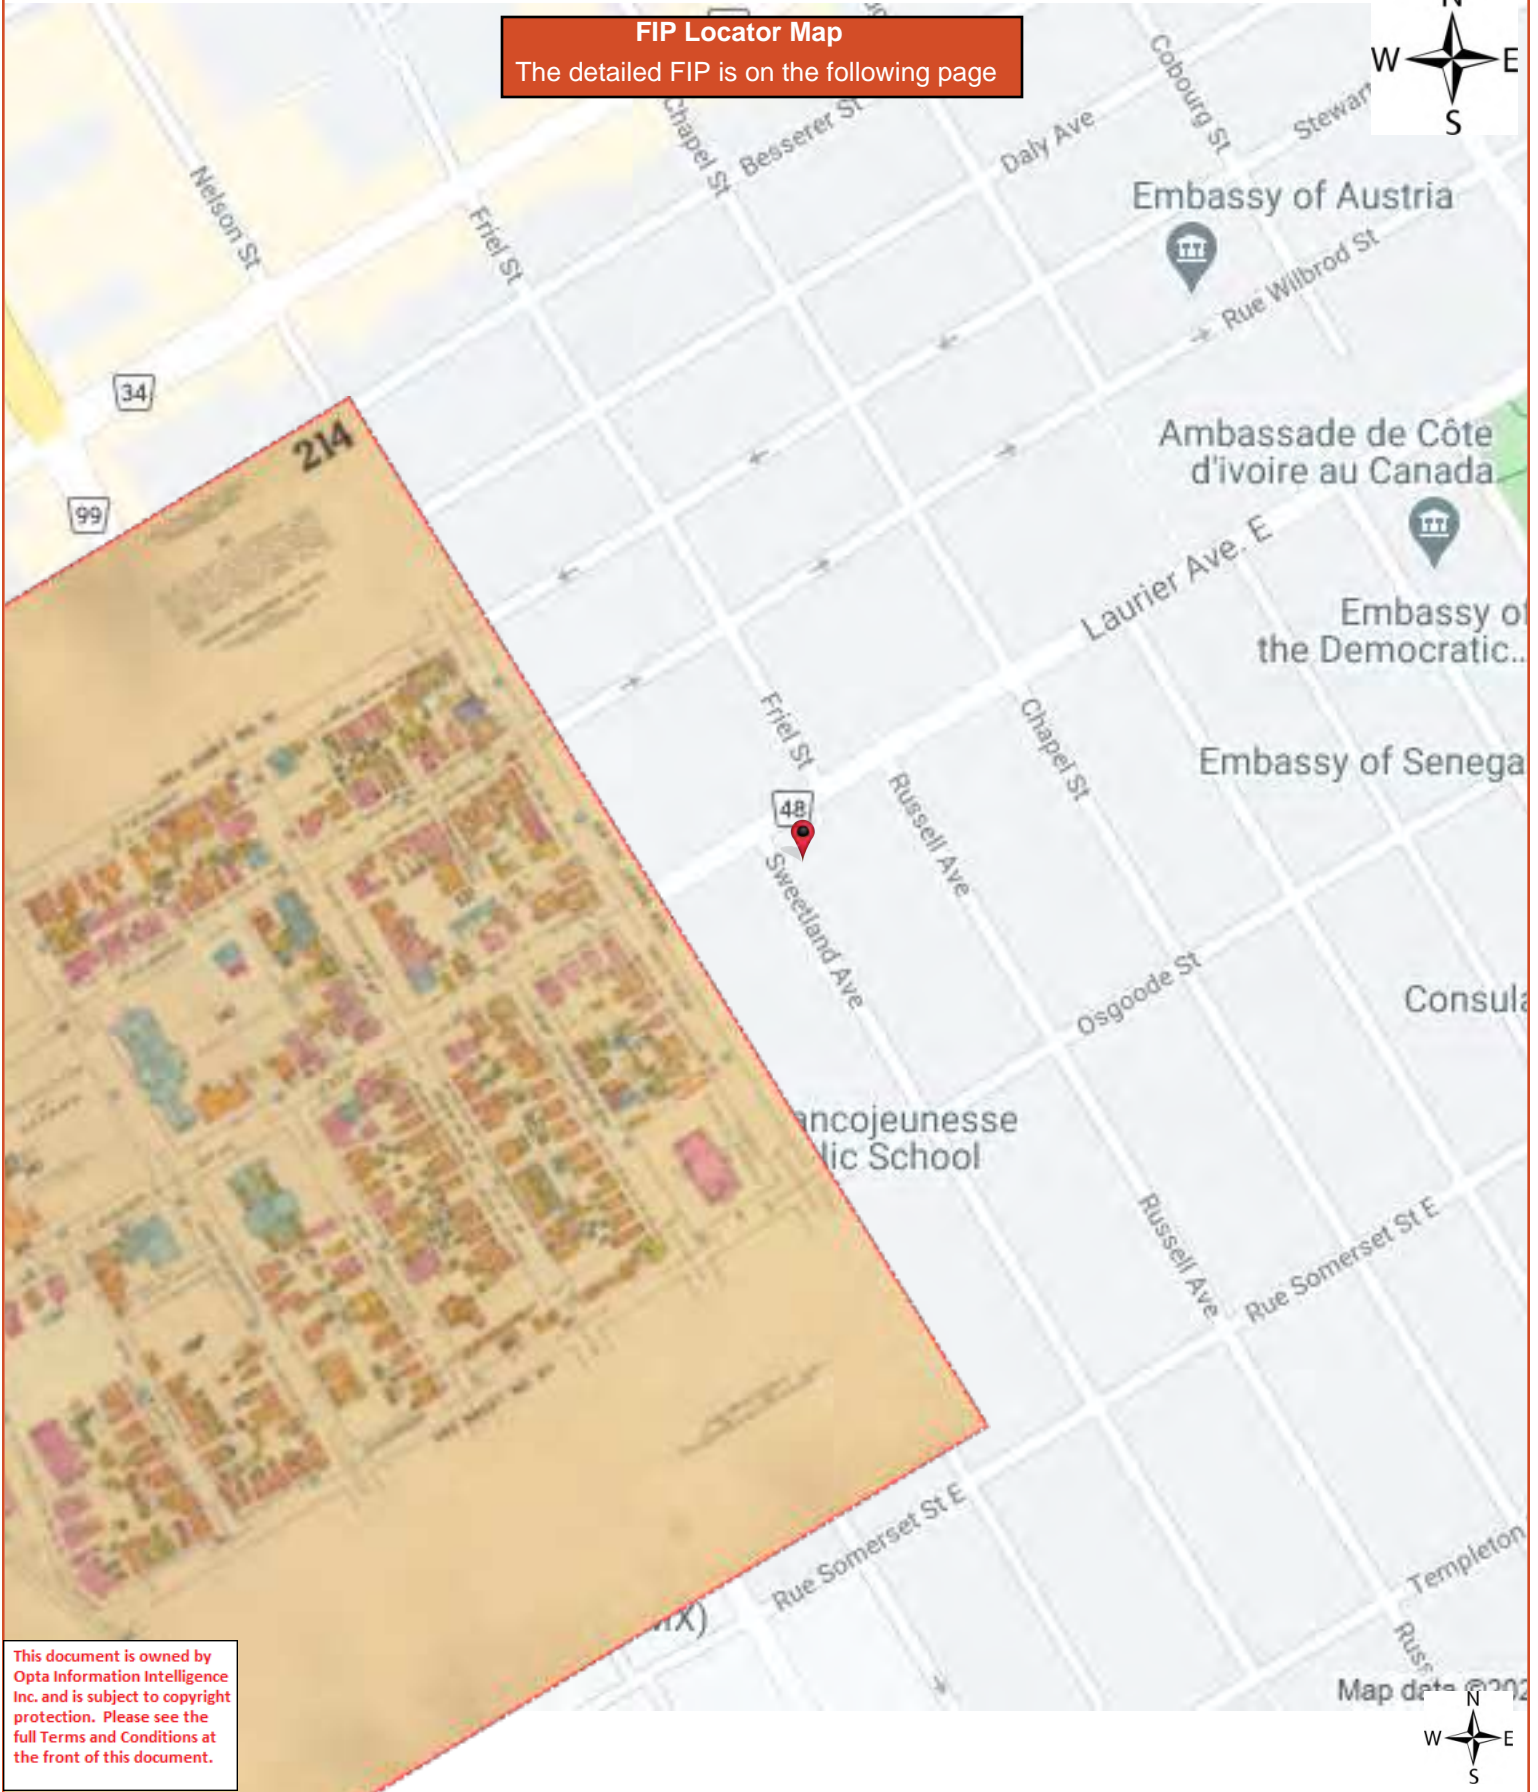 FIP Locator Map
The detailed FIP is on the following page
N
W E
S
Cobourg St
Chapel St
Besserer St
Daly Ave
Stewart
Nelson St
Friel St
Embassy of Austria
Rue Wilbrod St
34
214
99
Ambassade de Côte
d'ivoire au Canada
Laurier Ave. E
Embassy of
the Democratic...
Friel St
Chapel St
Embassy of Senega
48
Russell Ave
Sweetland Ave
Osgoode St
Consula
ancojeunesse
lic School
Russell Ave
Rue Somerset St E
Rue Somerset St E
Templeton
Russ
This document is owned by
Opta Information Intelligence
Inc. and is subject to copyright
protection. Please see the
full Terms and Conditions at
the front of this document.
Map data ©202
N
W E
S